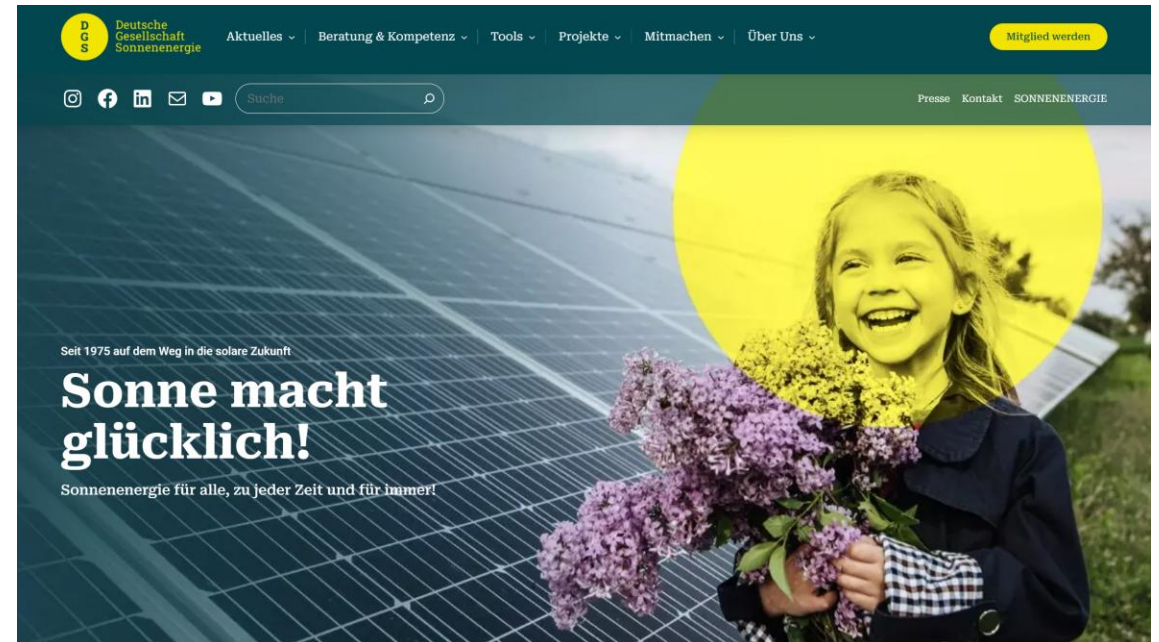 D
G
S
Deutsche
Gesellschaft
Sonnenenergie
Aktuelles
Beratung & Kompetenz
Tools
Projekte
Mitmachen
Über Uns
Mitglied werden
Suche
Presse
Kontakt
SONNENENERGIE
Seit 1975 auf dem Weg in die solare Zukunft
Sonne macht
glücklich!
Sonnenenergie für alle, zu jeder Zeit und für immer!